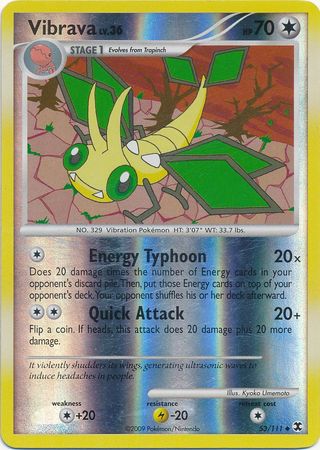 Vibrava LV.36 HP 70
STAGE 1 Evolves from Trapinch
NO. 329 Vibration Pokémon HT: 3'07" WT: 33.7 lbs.
Energy Typhoon 20x
Does 20 damage times the number of Energy cards in your
opponent's discard pile. Then, put those Energy cards on top of your
opponent's deck. Your opponent shuffles his or her deck afterward.
Quick Attack 20+
Flip a coin. If heads, this attack does 20 damage plus 20 more
damage.
It violently shudders its wings, generating ultrasonic waves to
induce headaches in people.
Illus. Kyoko Umemoto
weakness resistance retreat cost
+20 -20
©2009 Pokémon/Nintendo 53/111